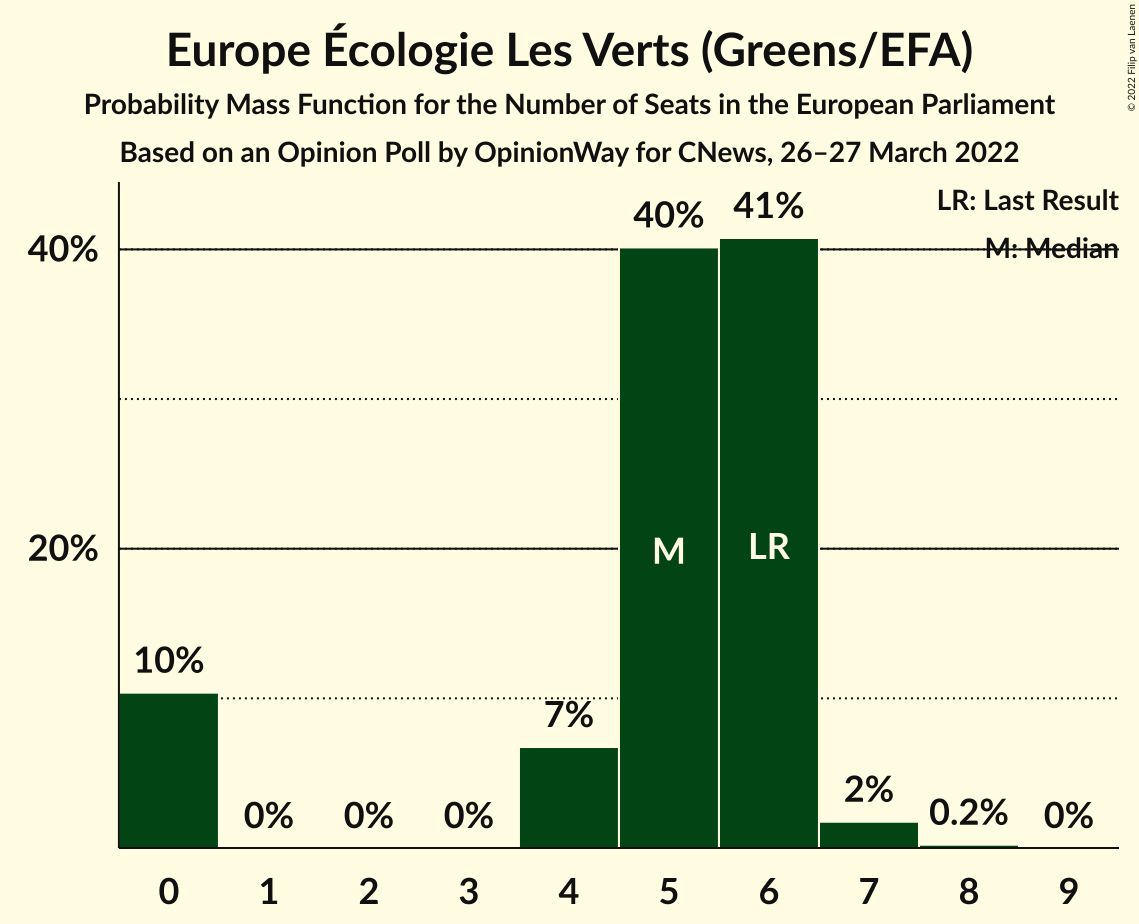 Europe Écologie Les Verts (Greens/EFA)
Probability Mass Function for the Number of Seats in the European Parliament
Based on an Opinion Poll by OpinionWay for CNews, 26–27 March 2022
© 2022 Filip van Laenen
LR: Last Result
M: Median
40%
20%
10%
0%
0%
0%
7%
40%
41%
2%
0.2%
0%
M
LR
0 1 2 3 4 5 6 7 8 9